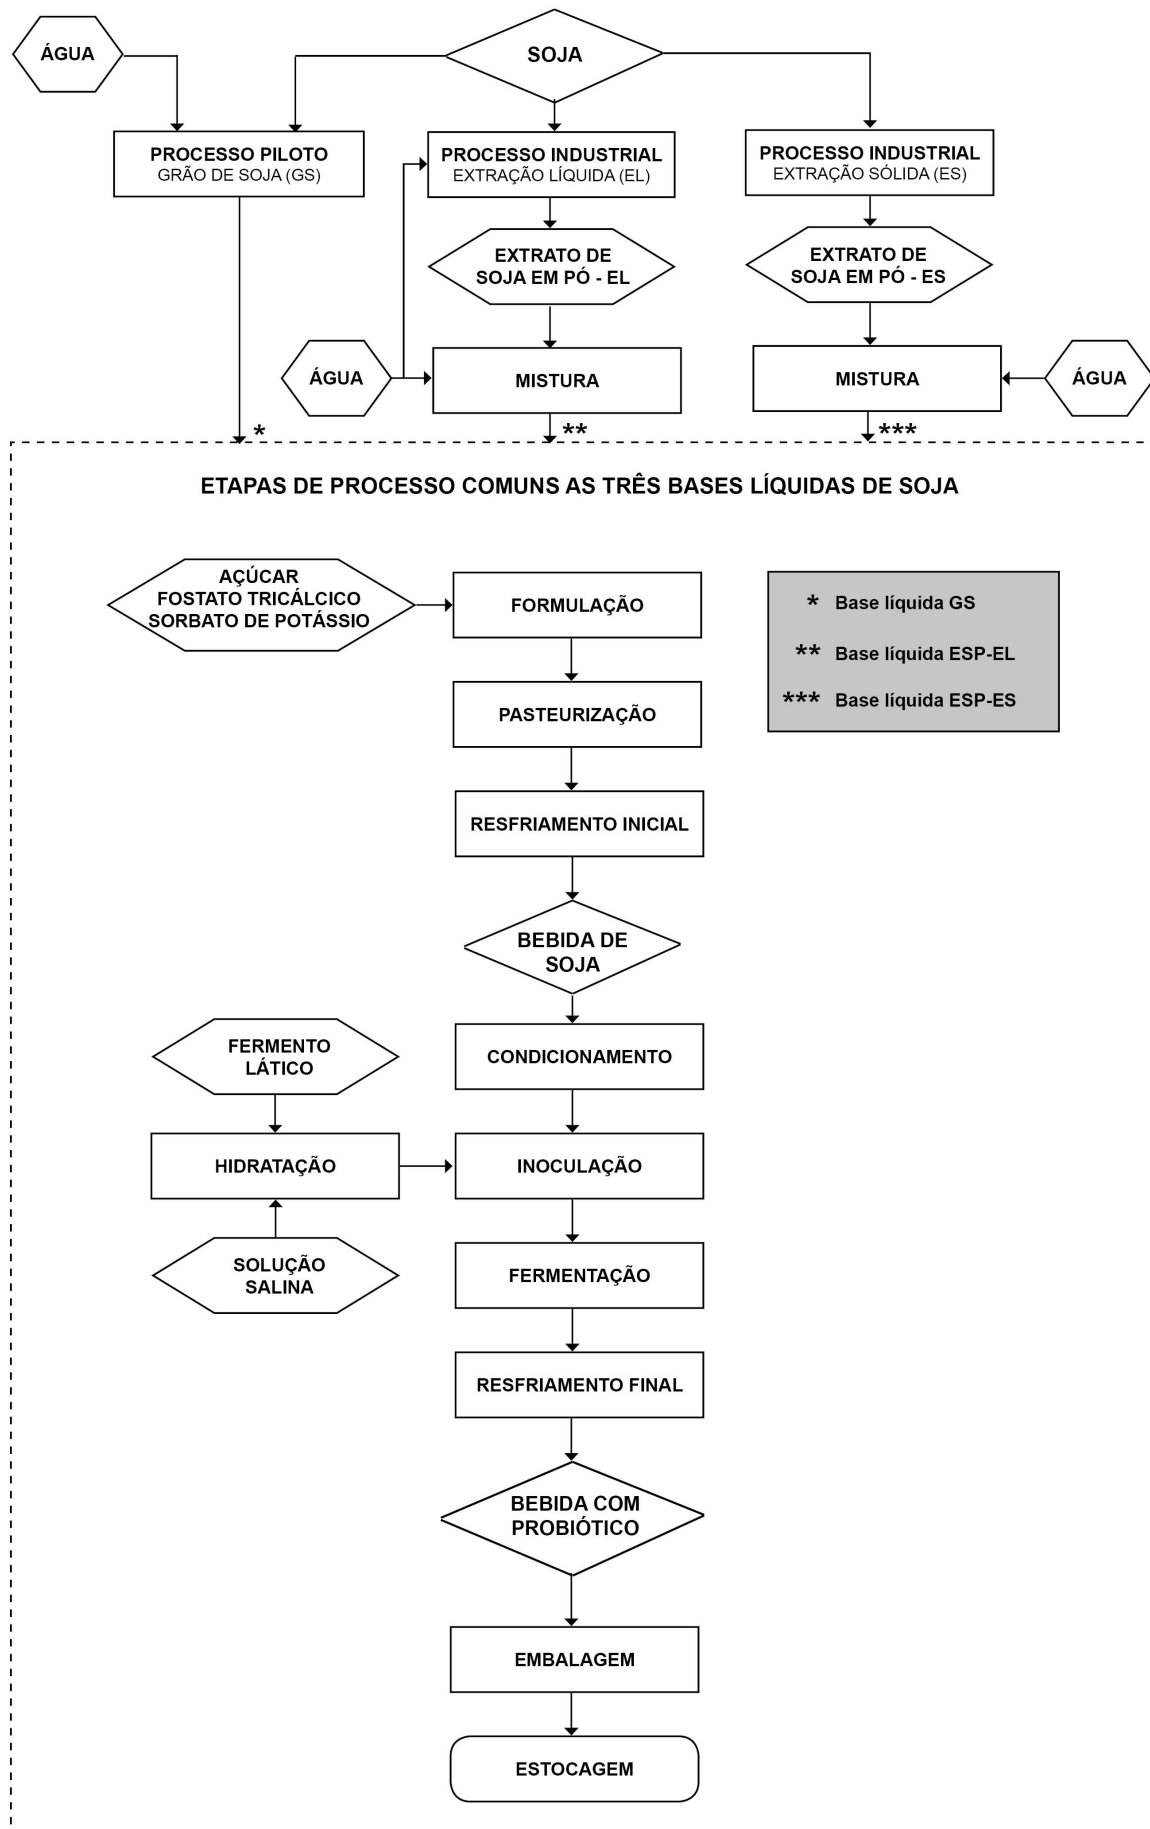 ÁGUA
SOJA
PROCESSO PILOTO
GRÃO DE SOJA (GS)
PROCESSO INDUSTRIAL
EXTRAÇÃO LÍQUIDA (EL)
PROCESSO INDUSTRIAL
EXTRAÇÃO SÓLIDA (ES)
EXTRATO DE
SOJA EM PÓ - EL
EXTRATO DE
SOJA EM PÓ - ES
ÁGUA
MISTURA
MISTURA
ÁGUA
*
**
***
ETAPAS DE PROCESSO COMUNS AS TRÊS BASES LÍQUIDAS DE SOJA
AÇÚCAR
FOSTATO TRICÁLCICO
SORBATO DE POTÁSSIO
FORMULAÇÃO
* Base líquida GS
** Base líquida ESP-EL
*** Base líquida ESP-ES
PASTEURIZAÇÃO
RESFRIAMENTO INICIAL
BEBIDA DE
SOJA
FERMENTO
LÁTICO
CONDICIONAMENTO
HIDRATAÇÃO
INOCULAÇÃO
SOLUÇÃO
SALINA
FERMENTAÇÃO
RESFRIAMENTO FINAL
BEBIDA COM
PROBIÓTICO
EMBALAGEM
ESTOCAGEM